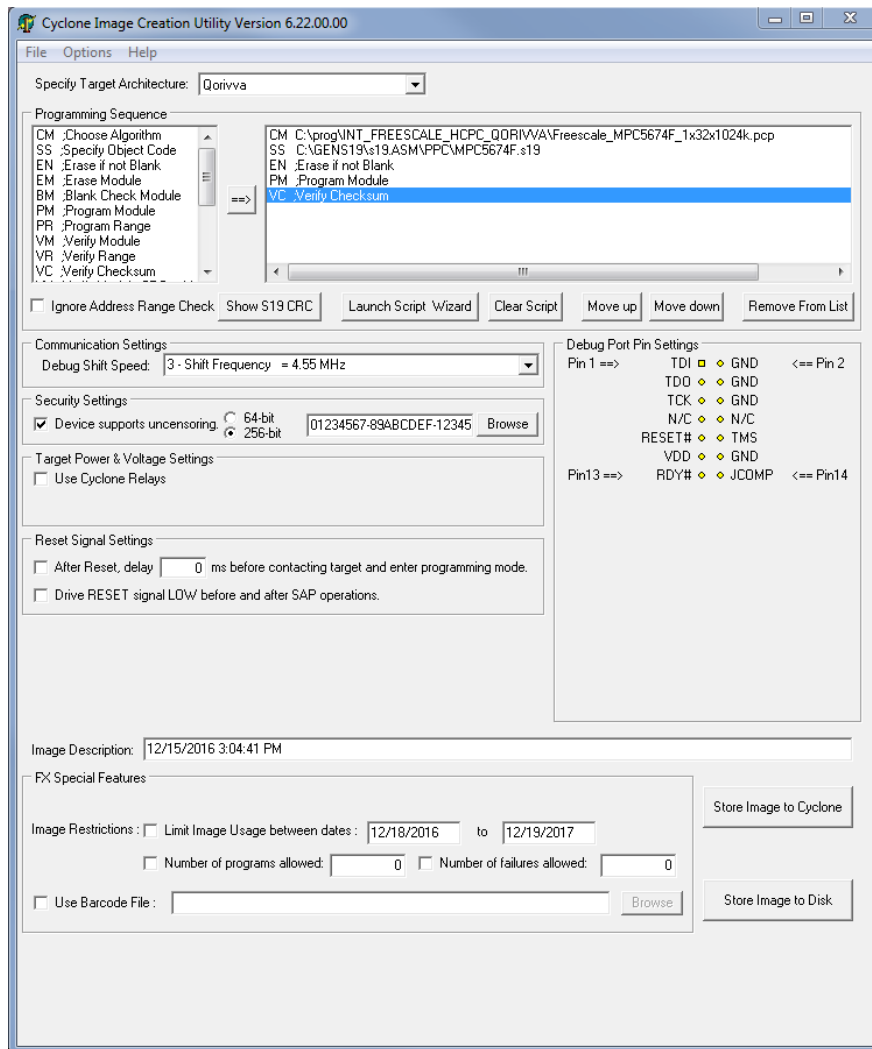 Cyclone Image Creation Utility Version 6.22.00.00
File Options Help
Specify Target Architecture: Qorivva
Programming Sequence
CM ;Choose Algorithm
SS ;Specify Object Code
EN ;Erase if not Blank
EM ;Erase Module
BM ;Blank Check Module
PM ;Program Module
PR ;Program Range
VM ;Verify Module
VR ;Verify Range
VC ;Verify Checksum
==>
CM C:\prog\INT_FREESCALE_HCPC_QORIVVA\Freescale_MPC5674F_1x32x1024k.pcp
SS C:\GENS19\s19.ASM\PPC\MPC5674F.s19
EN ;Erase if not Blank
PM ;Program Module
VC ;Verify Checksum
Ignore Address Range Check Show S19 CRC Launch Script Wizard Clear Script Move up Move down Remove From List
Communication Settings
Debug Shift Speed: 3 - Shift Frequency = 4.55 MHz
Security Settings
Device supports uncensoring. 64-bit 256-bit 01234567-89ABCDEF-12345 Browse
Target Power & Voltage Settings
Use Cyclone Relays
Reset Signal Settings
After Reset, delay 0 ms before contacting target and enter programming mode.
Drive RESET signal LOW before and after SAP operations.
Debug Port Pin Settings
Pin 1 ==> TDI GND <== Pin 2
TDO GND
TCK GND
N/C N/C
RESET# TMS
VDD GND
Pin13 ==> RDY# JCOMP <== Pin14
Image Description: 12/15/2016 3:04:41 PM
FX Special Features
Image Restrictions : Limit Image Usage between dates : 12/18/2016 to 12/19/2017
Number of programs allowed: 0 Number of failures allowed: 0
Use Barcode File : Browse
Store Image to Cyclone
Store Image to Disk